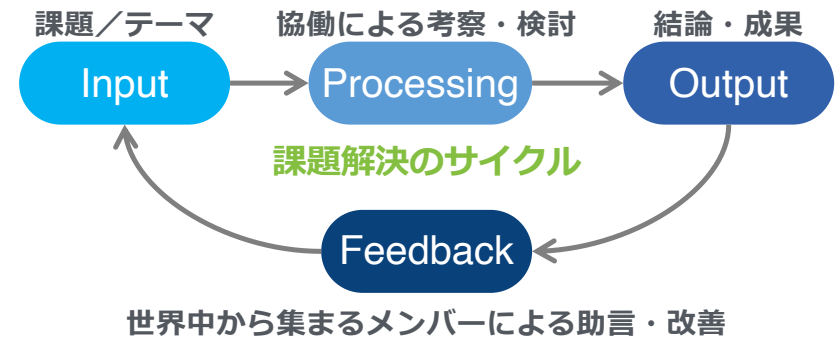 課題／テーマ
協働による考察・検討
結論・成果
Input
Processing
Output
課題解決のサイクル
Feedback
世界中から集まるメンバーによる助言・改善